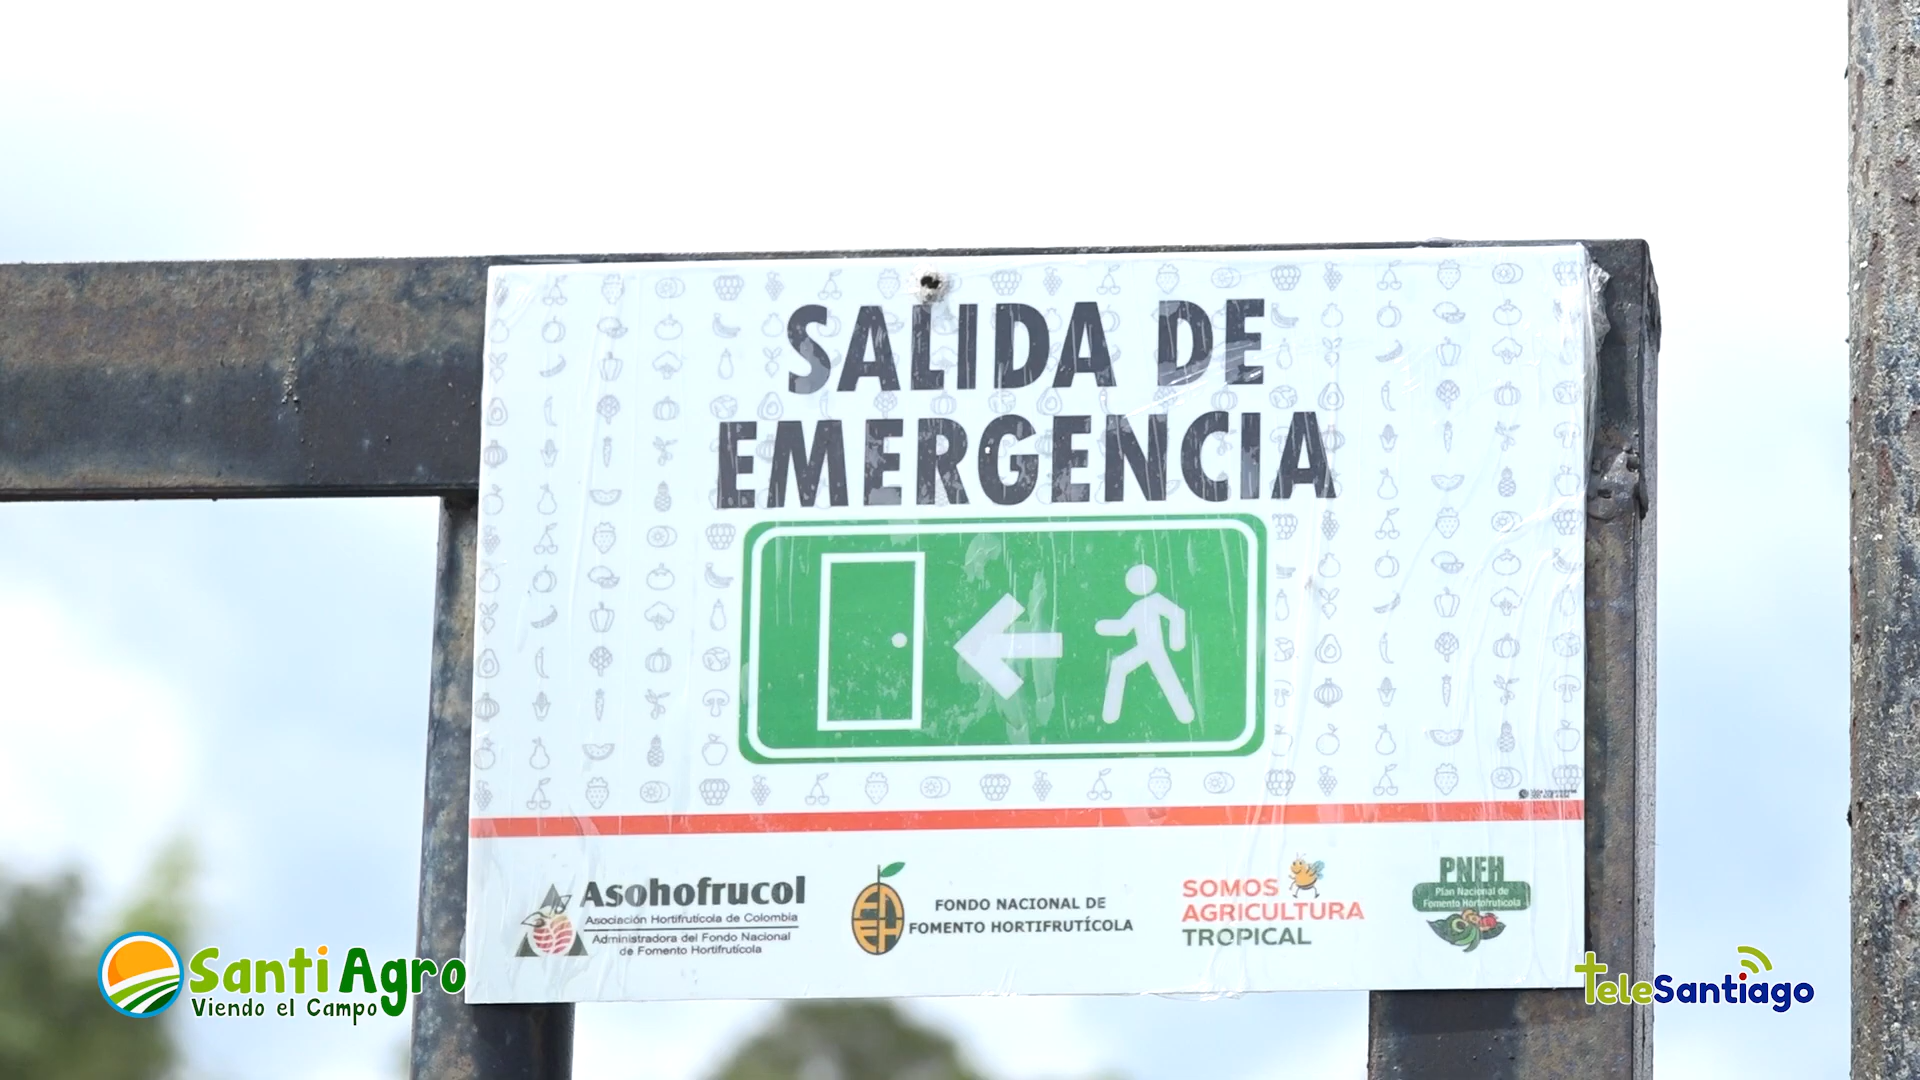 SALIDA DE
EMERGENCIA
Asohofrucol
Asociación Hortifrutícola de Colombia
Administradora del Fondo Nacional
de Fomento Hortifrutícola
FONDO NACIONAL DE
FOMENTO HORTIFRUTÍCOLA
SOMOS
AGRICULTURA
TROPICAL
PNFH
Plan Nacional de
Fomento Hortofrutícola
SantiAgro
Viendo el Campo
teleSantiago